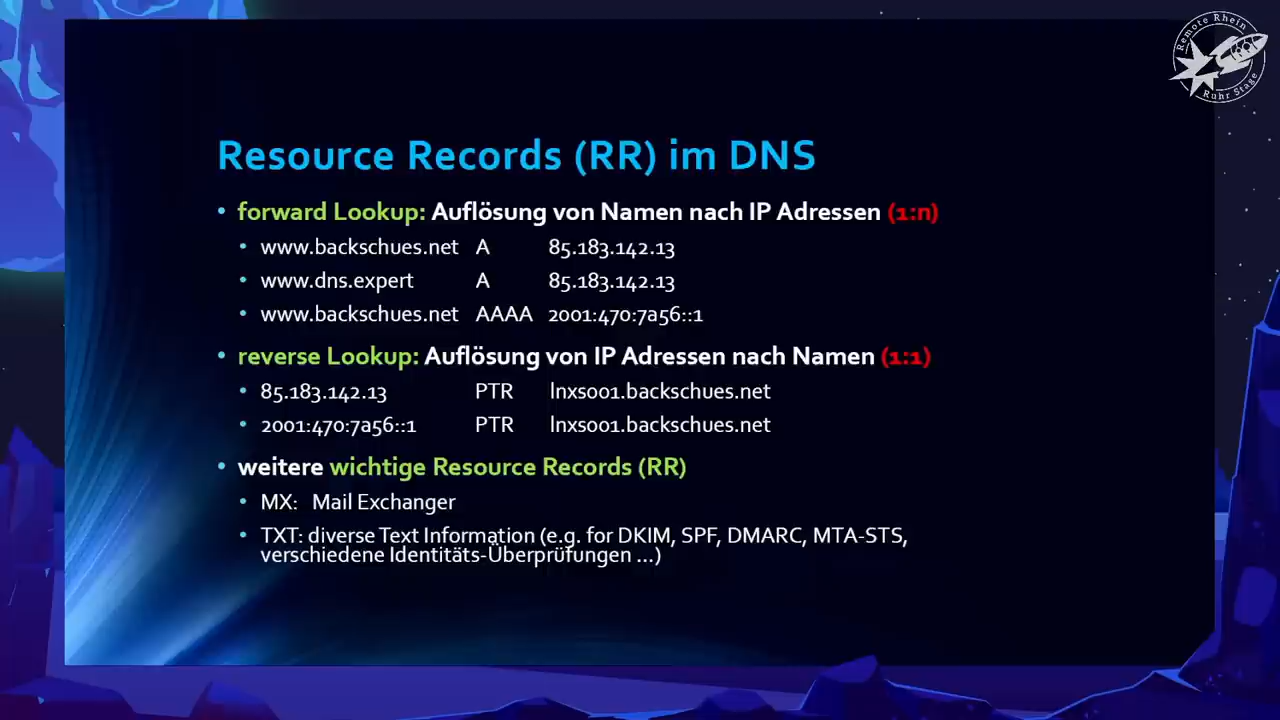 Remote Rhein
Ruhr Stage
Resource Records (RR) im DNS
• forward Lookup: Auflösung von Namen nach IP Adressen (1:n)
• www.backschues.net A 85.183.142.13
• www.dns.expert A 85.183.142.13
• www.backschues.net AAAA 2001:470:7a56::1
• reverse Lookup: Auflösung von IP Adressen nach Namen (1:1)
• 85.183.142.13 PTR lnxs001.backschues.net
• 2001:470:7a56::1 PTR lnxs001.backschues.net
• weitere wichtige Resource Records (RR)
• MX: Mail Exchanger
• TXT: diverse Text Information (e.g. for DKIM, SPF, DMARC, MTA-STS,
verschiedene Identitäts-Überprüfungen ...)